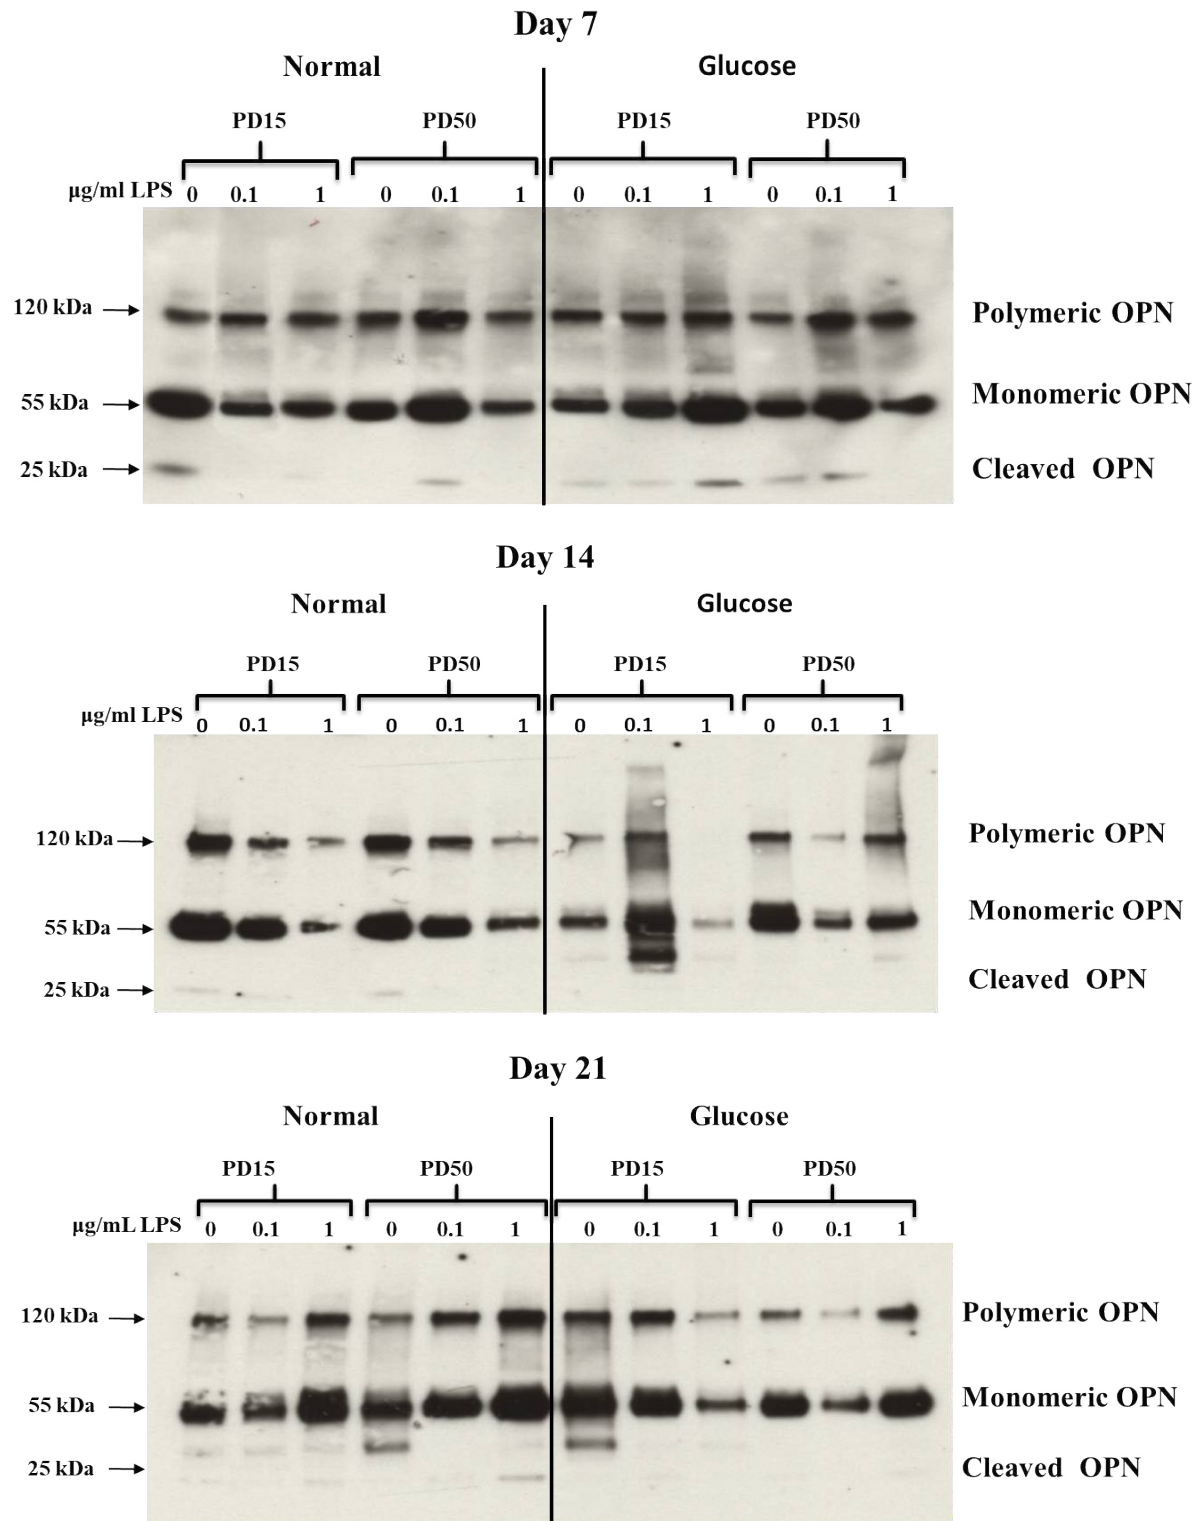 Day 7
Normal Glucose
PD15 PD50 PD15 PD50
µg/ml LPS 0 0.1 1 0 0.1 1 0 0.1 1 0 0.1 1
120 kDa Polymeric OPN
55 kDa Monomeric OPN
25 kDa Cleaved OPN
Day 14
Normal Glucose
PD15 PD50 PD15 PD50
µg/ml LPS 0 0.1 1 0 0.1 1 0 0.1 1 0 0.1 1
120 kDa Polymeric OPN
55 kDa Monomeric OPN
25 kDa Cleaved OPN
Day 21
Normal Glucose
PD15 PD50 PD15 PD50
µg/mL LPS 0 0.1 1 0 0.1 1 0 0.1 1 0 0.1 1
120 kDa Polymeric OPN
55 kDa Monomeric OPN
25 kDa Cleaved OPN